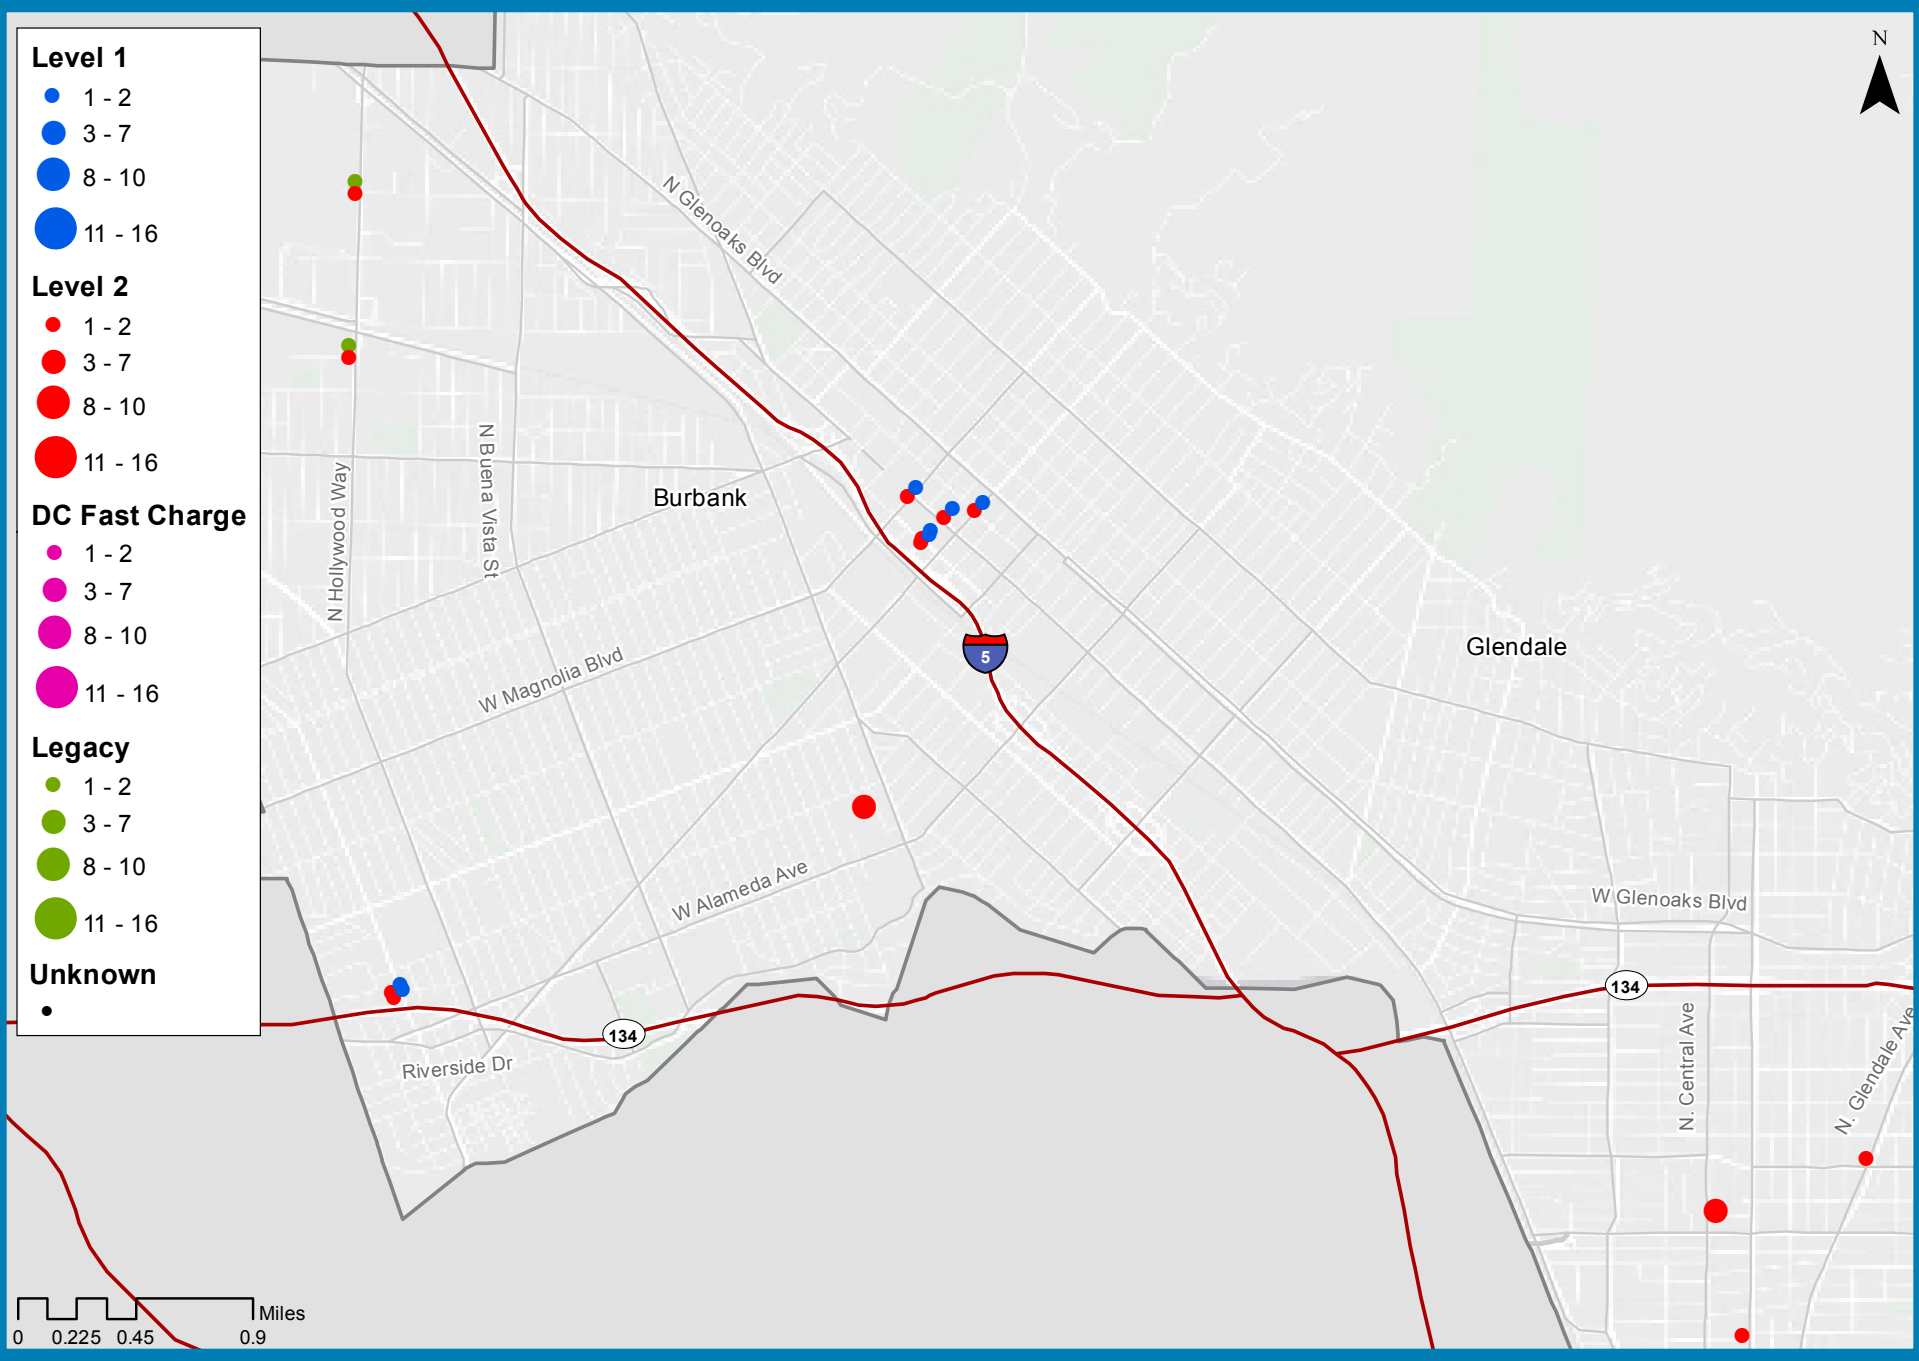 Level 1
1 - 2
3 - 7
8 - 10
11 - 16
Level 2
1 - 2
3 - 7
8 - 10
11 - 16
DC Fast Charge
1 - 2
3 - 7
8 - 10
11 - 16
Legacy
1 - 2
3 - 7
8 - 10
11 - 16
Unknown
N
N Glenoaks Blvd
N Buena Vista St
N Hollywood Way
Burbank
W Magnolia Blvd
5
Glendale
W Alameda Ave
W Glenoaks Blvd
134
134
Riverside Dr
N. Central Ave
N. Glendale Ave
Miles
0 0.225 0.45 0.9